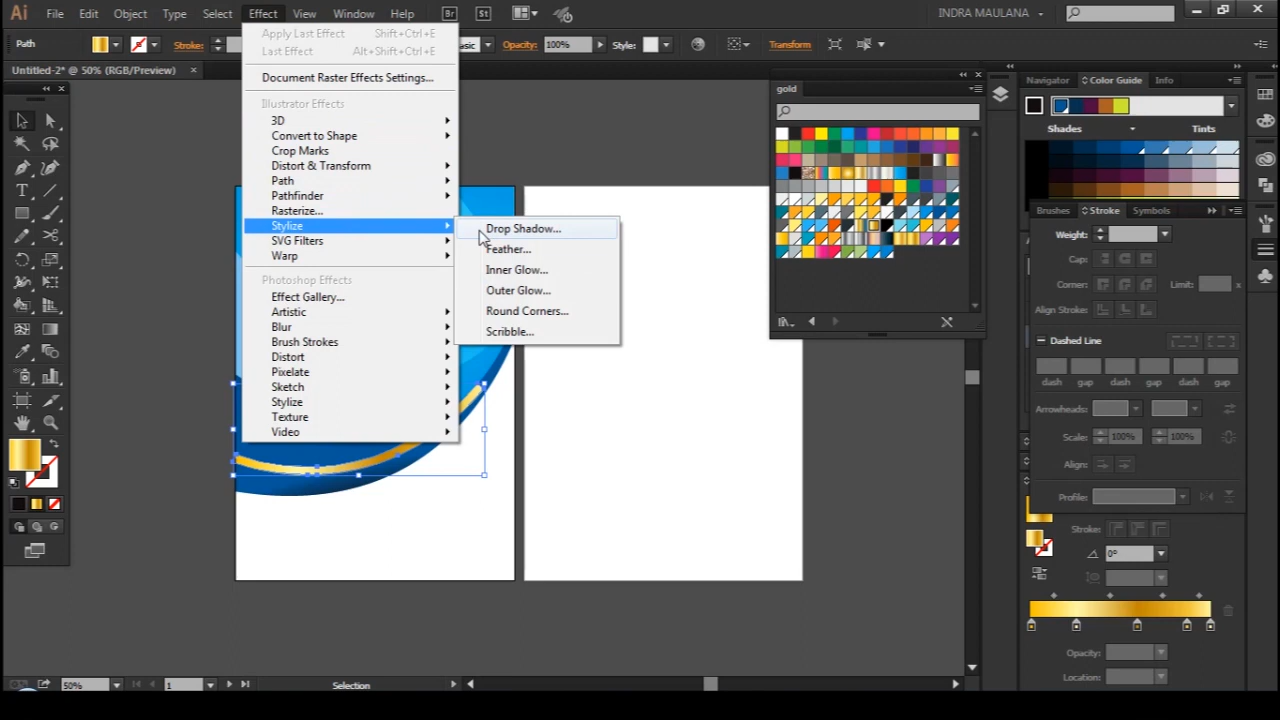 Ai File Edit Object Type Select Effect View Window Help Br St INDRA MAULANA
Path Stroke: Basic Opacity: 100% Style: Transform
Untitled-2* @ 50% (RGB/Preview) ×
Apply Last Effect Shift+Ctrl+E
Last Effect Alt+Shift+Ctrl+E
Document Raster Effects Settings...
Illustrator Effects
3D
Convert to Shape
Crop Marks
Distort & Transform
Path
Pathfinder
Rasterize...
Stylize
SVG Filters
Warp
Photoshop Effects
Effect Gallery...
Artistic
Blur
Brush Strokes
Distort
Pixelate
Sketch
Stylize
Texture
Video
Drop Shadow...
Feather...
Inner Glow...
Outer Glow...
Round Corners...
Scribble...
gold
Navigator Color Guide Info
Shades Tints
Brushes Stroke Symbols
Weight:
Cap:
Corner: Limit: x
Align Stroke:
Dashed Line
dash gap dash gap dash gap
Arrowheads:
Scale: 100% 100%
Align:
Profile:
Stroke:
0°
Opacity:
Location:
50% 1 Selection